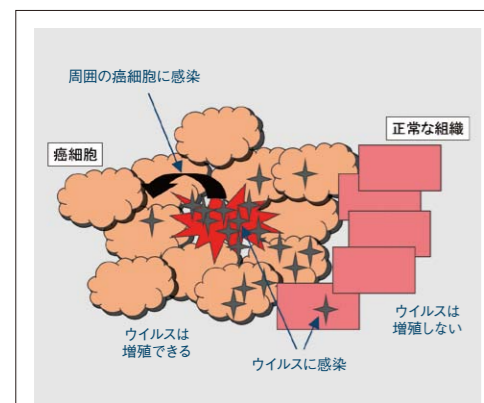 周囲の癌細胞に感染
正常な組織
癌細胞
ウイルスは
増殖できる
ウイルスに感染
ウイルスは
増殖しない